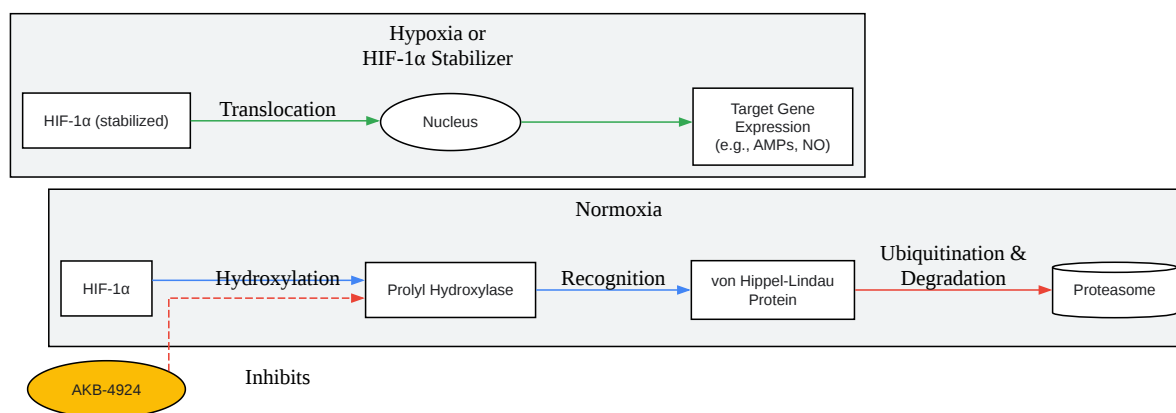 Hypoxia or
HIF-1α Stabilizer
HIF-1α (stabilized)
Translocation
Nucleus
Target Gene
Expression
(e.g., AMPs, NO)
Normoxia
HIF-1α
Hydroxylation
Prolyl Hydroxylase
Recognition
von Hippel-Lindau
Protein
Ubiquitination &
Degradation
Proteasome
AKB-4924
Inhibits